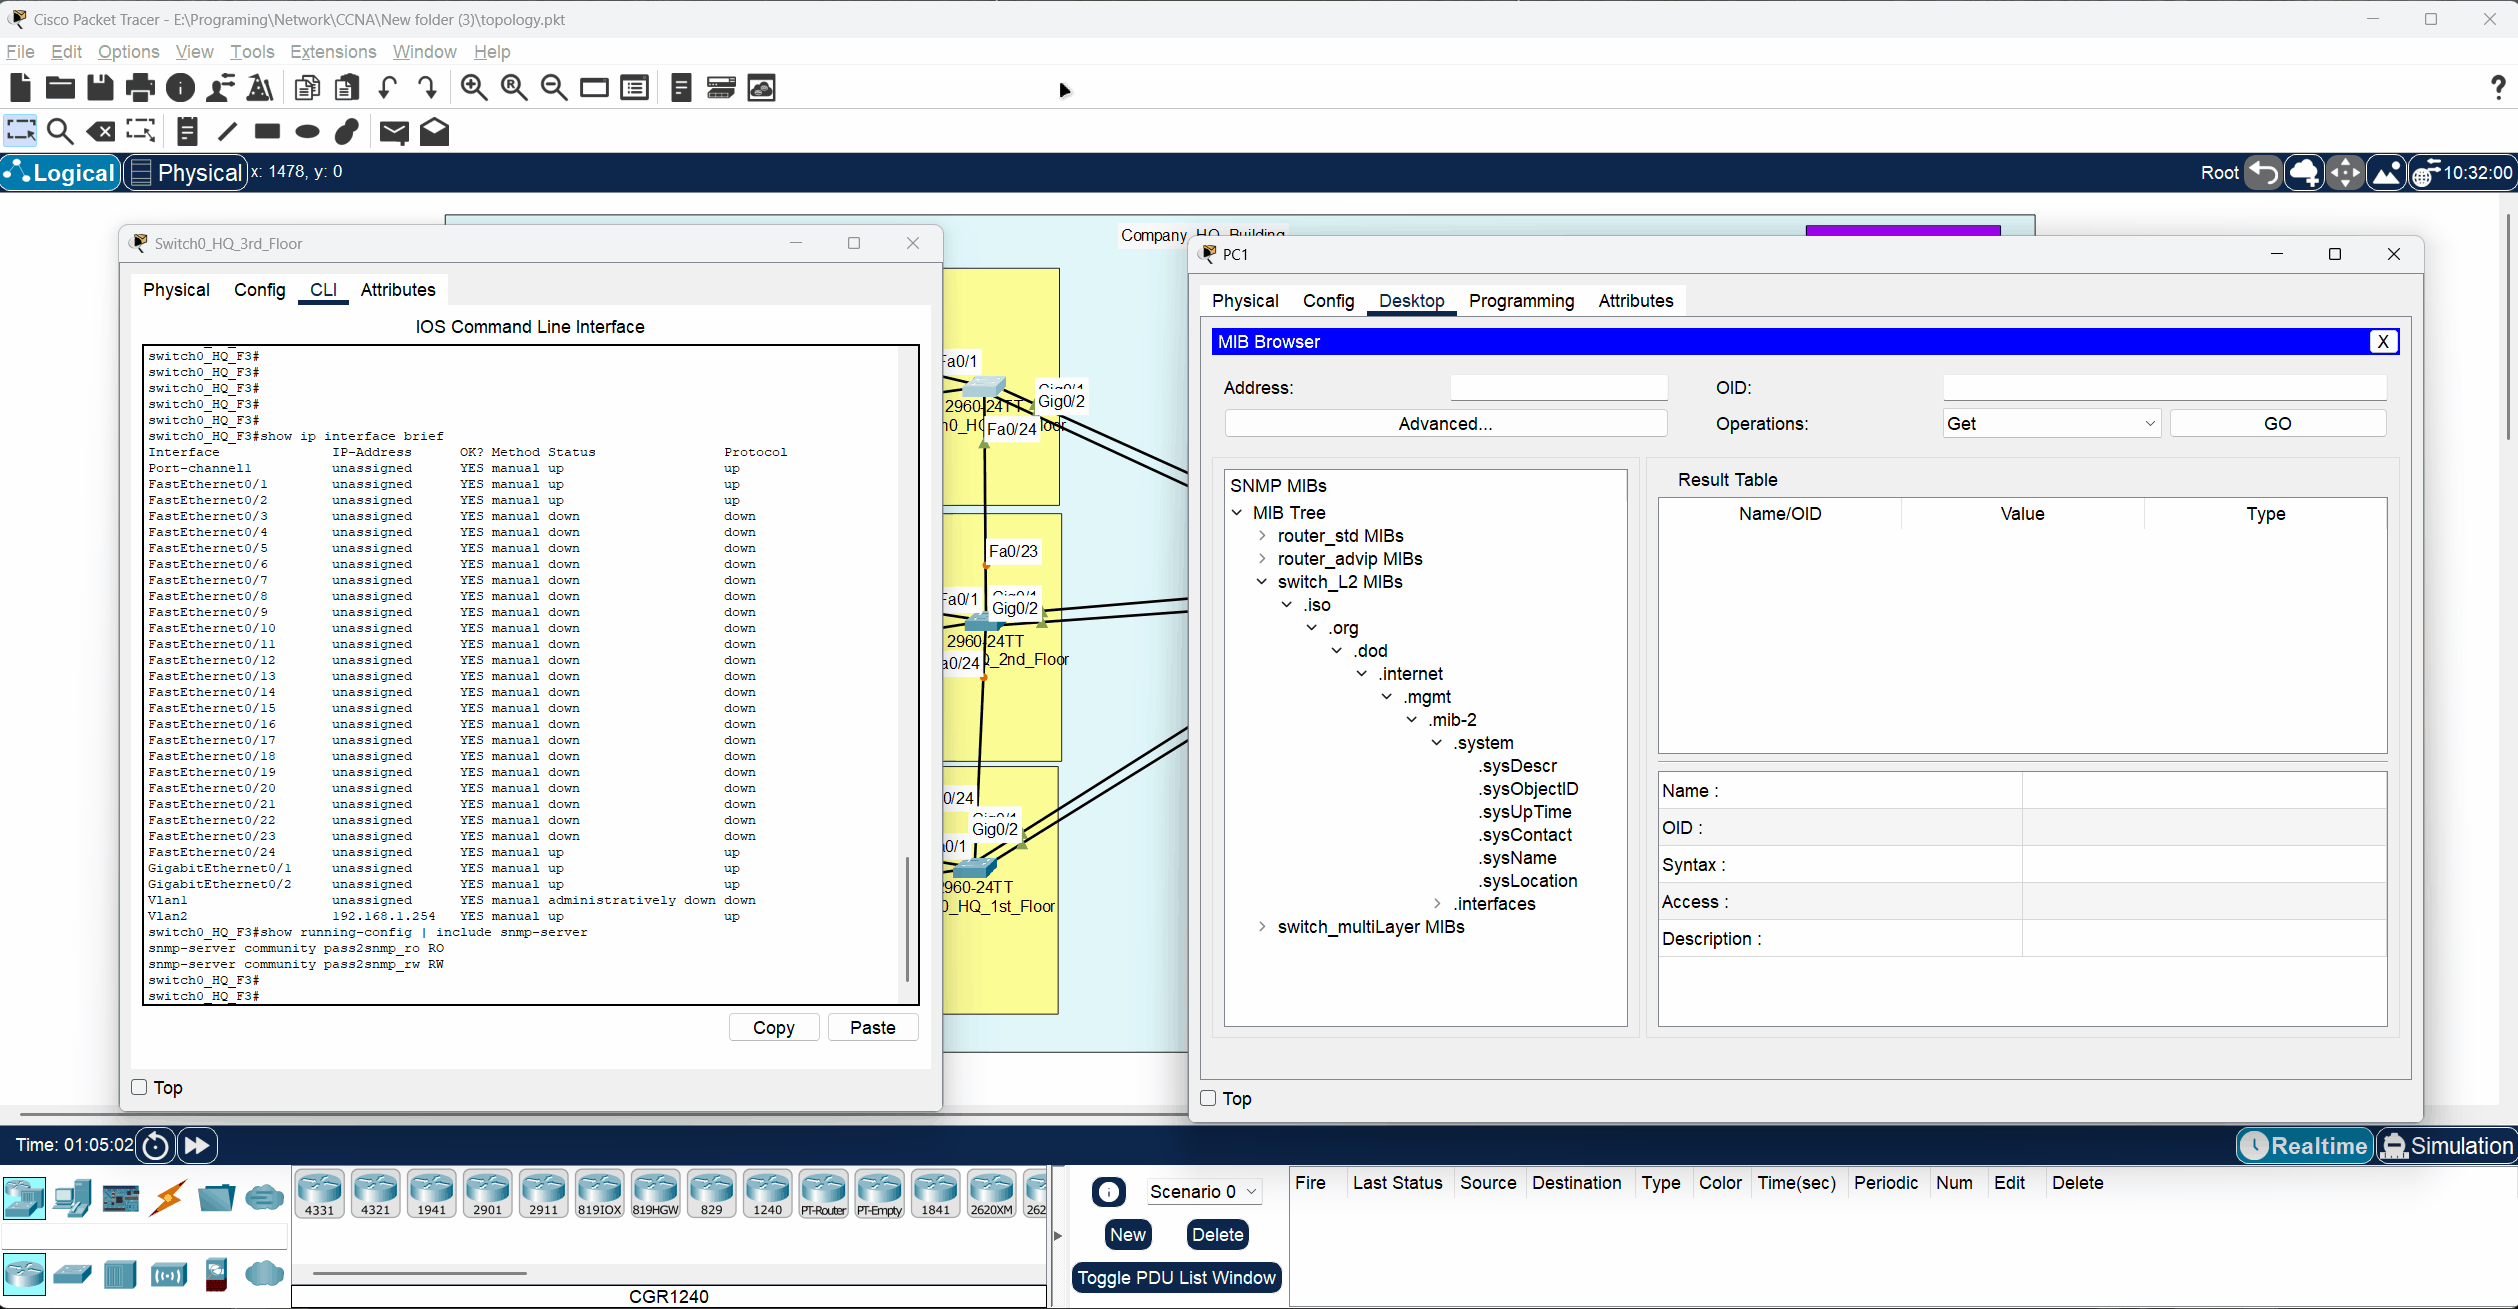 Cisco Packet Tracer - E:\Programing\Network\CCNA\New folder (3)\topology.pkt
File Edit Options View Tools Extensions Window Help
Logical Physical x: 1478, y: 0 Root 10:32:00
Company_HQ_Building
Switch0_HQ_3rd_Floor
Physical Config CLI Attributes
IOS Command Line Interface
switch0_HQ_F3#
switch0_HQ_F3#
switch0_HQ_F3#
switch0_HQ_F3#
switch0_HQ_F3#
switch0_HQ_F3#show ip interface brief
Interface IP-Address OK? Method Status Protocol
Port-channel1 unassigned YES manual up up
FastEthernet0/1 unassigned YES manual up up
FastEthernet0/2 unassigned YES manual up up
FastEthernet0/3 unassigned YES manual down down
FastEthernet0/4 unassigned YES manual down down
FastEthernet0/5 unassigned YES manual down down
FastEthernet0/6 unassigned YES manual down down
FastEthernet0/7 unassigned YES manual down down
FastEthernet0/8 unassigned YES manual down down
FastEthernet0/9 unassigned YES manual down down
FastEthernet0/10 unassigned YES manual down down
FastEthernet0/11 unassigned YES manual down down
FastEthernet0/12 unassigned YES manual down down
FastEthernet0/13 unassigned YES manual down down
FastEthernet0/14 unassigned YES manual down down
FastEthernet0/15 unassigned YES manual down down
FastEthernet0/16 unassigned YES manual down down
FastEthernet0/17 unassigned YES manual down down
FastEthernet0/18 unassigned YES manual down down
FastEthernet0/19 unassigned YES manual down down
FastEthernet0/20 unassigned YES manual down down
FastEthernet0/21 unassigned YES manual down down
FastEthernet0/22 unassigned YES manual down down
FastEthernet0/23 unassigned YES manual down down
FastEthernet0/24 unassigned YES manual up up
GigabitEthernet0/1 unassigned YES manual up up
GigabitEthernet0/2 unassigned YES manual up up
Vlan1 unassigned YES manual administratively down down
Vlan2 192.168.1.254 YES manual up up
switch0_HQ_F3#show running-config | include snmp-server
snmp-server community pass2snmp_ro RO
snmp-server community pass2snmp_rw RW
switch0_HQ_F3#
switch0_HQ_F3#
Copy Paste
Top
Fa0/1
Gig0/1
Gig0/2
2960-24TT
Fa0/24
Fa0/23
Fa0/1 Gig0/1
Gig0/2
2960-24TT
a0/24 Q_2nd_Floor
0/24
Gig0/1
Gig0/2
0/1
960-24TT
0_HQ_1st_Floor
PC1
Physical Config Desktop Programming Attributes
MIB Browser X
Address: OID:
Advanced... Operations: Get GO
SNMP MIBs
MIB Tree
router_std MIBs
router_advip MIBs
switch_L2 MIBs
.iso
.org
.dod
.internet
.mgmt
.mib-2
.system
.sysDescr
.sysObjectID
.sysUpTime
.sysContact
.sysName
.sysLocation
.interfaces
switch_multiLayer MIBs
Result Table
Name/OID Value Type
Name :
OID :
Syntax :
Access :
Description :
Top
Time: 01:05:02 Realtime Simulation
4331 4321 1941 2901 2911 819IOX 819HGW 829 1240 PT-Router PT-Empty 1841 2620XM 262
CGR1240
Scenario 0
New Delete
Toggle PDU List Window
Fire Last Status Source Destination Type Color Time(sec) Periodic Num Edit Delete